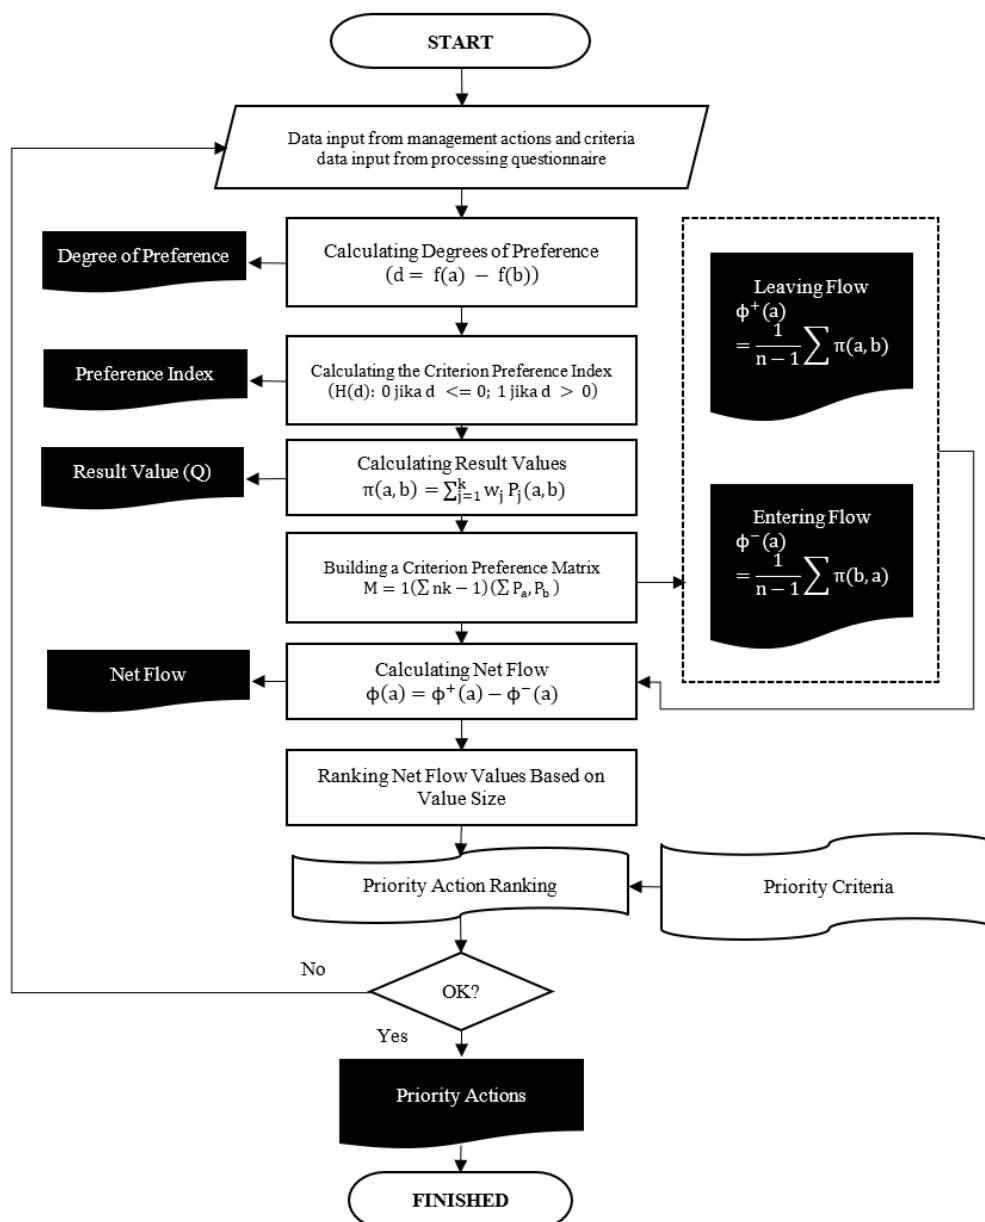 START
Data input from management actions and criteria
data input from processing questionnaire
Degree of Preference
Calculating Degrees of Preference
(d = f(a) − f(b))
Preference Index
Calculating the Criterion Preference Index
(H(d): 0 jika d <= 0; 1 jika d > 0)
Result Value (Q)
Calculating Result Values
π(a, b) = ∑ᵏⱼ₌₁ wⱼ Pⱼ(a, b)
Building a Criterion Preference Matrix
M = 1(∑ nk − 1)(∑ Pₐ, P_b)
Leaving Flow
ϕ⁺(a)
= 1/(n − 1) ∑ π(a, b)
Entering Flow
ϕ⁻(a)
= 1/(n − 1) ∑ π(b, a)
Net Flow
Calculating Net Flow
ϕ(a) = ϕ⁺(a) − ϕ⁻(a)
Ranking Net Flow Values Based on
Value Size
Priority Action Ranking
Priority Criteria
No
OK?
Yes
Priority Actions
FINISHED